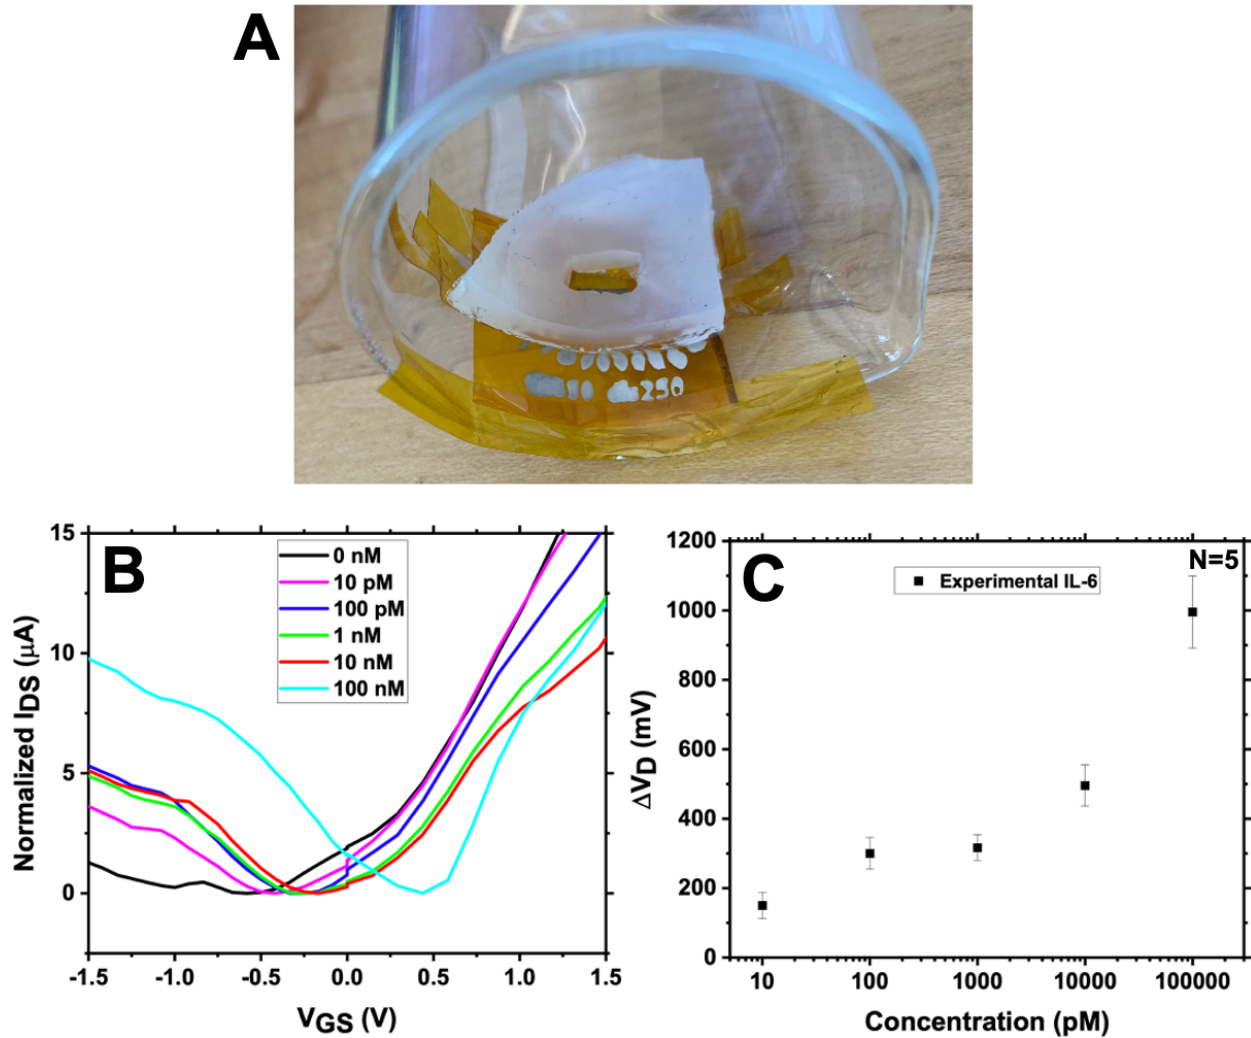 A
50 250
B
15
10
5
0
Normalized I_DS (μA)
-1.5 -1.0 -0.5 0.0 0.5 1.0 1.5
V_GS (V)
0 nM
10 pM
100 pM
1 nM
10 nM
100 nM
C
N=5
Experimental IL-6
1200
1000
800
600
400
200
0
ΔV_D (mV)
10 100 1000 10000 100000
Concentration (pM)